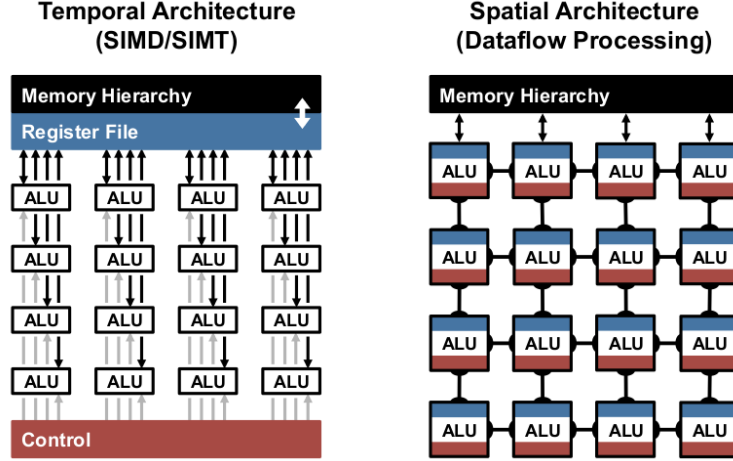 Temporal Architecture
(SIMD/SIMT)
Memory Hierarchy
Register File
ALU ALU ALU ALU
ALU ALU ALU ALU
ALU ALU ALU ALU
ALU ALU ALU ALU
Control
Spatial Architecture
(Dataflow Processing)
Memory Hierarchy
ALU ALU ALU ALU
ALU ALU ALU ALU
ALU ALU ALU ALU
ALU ALU ALU ALU